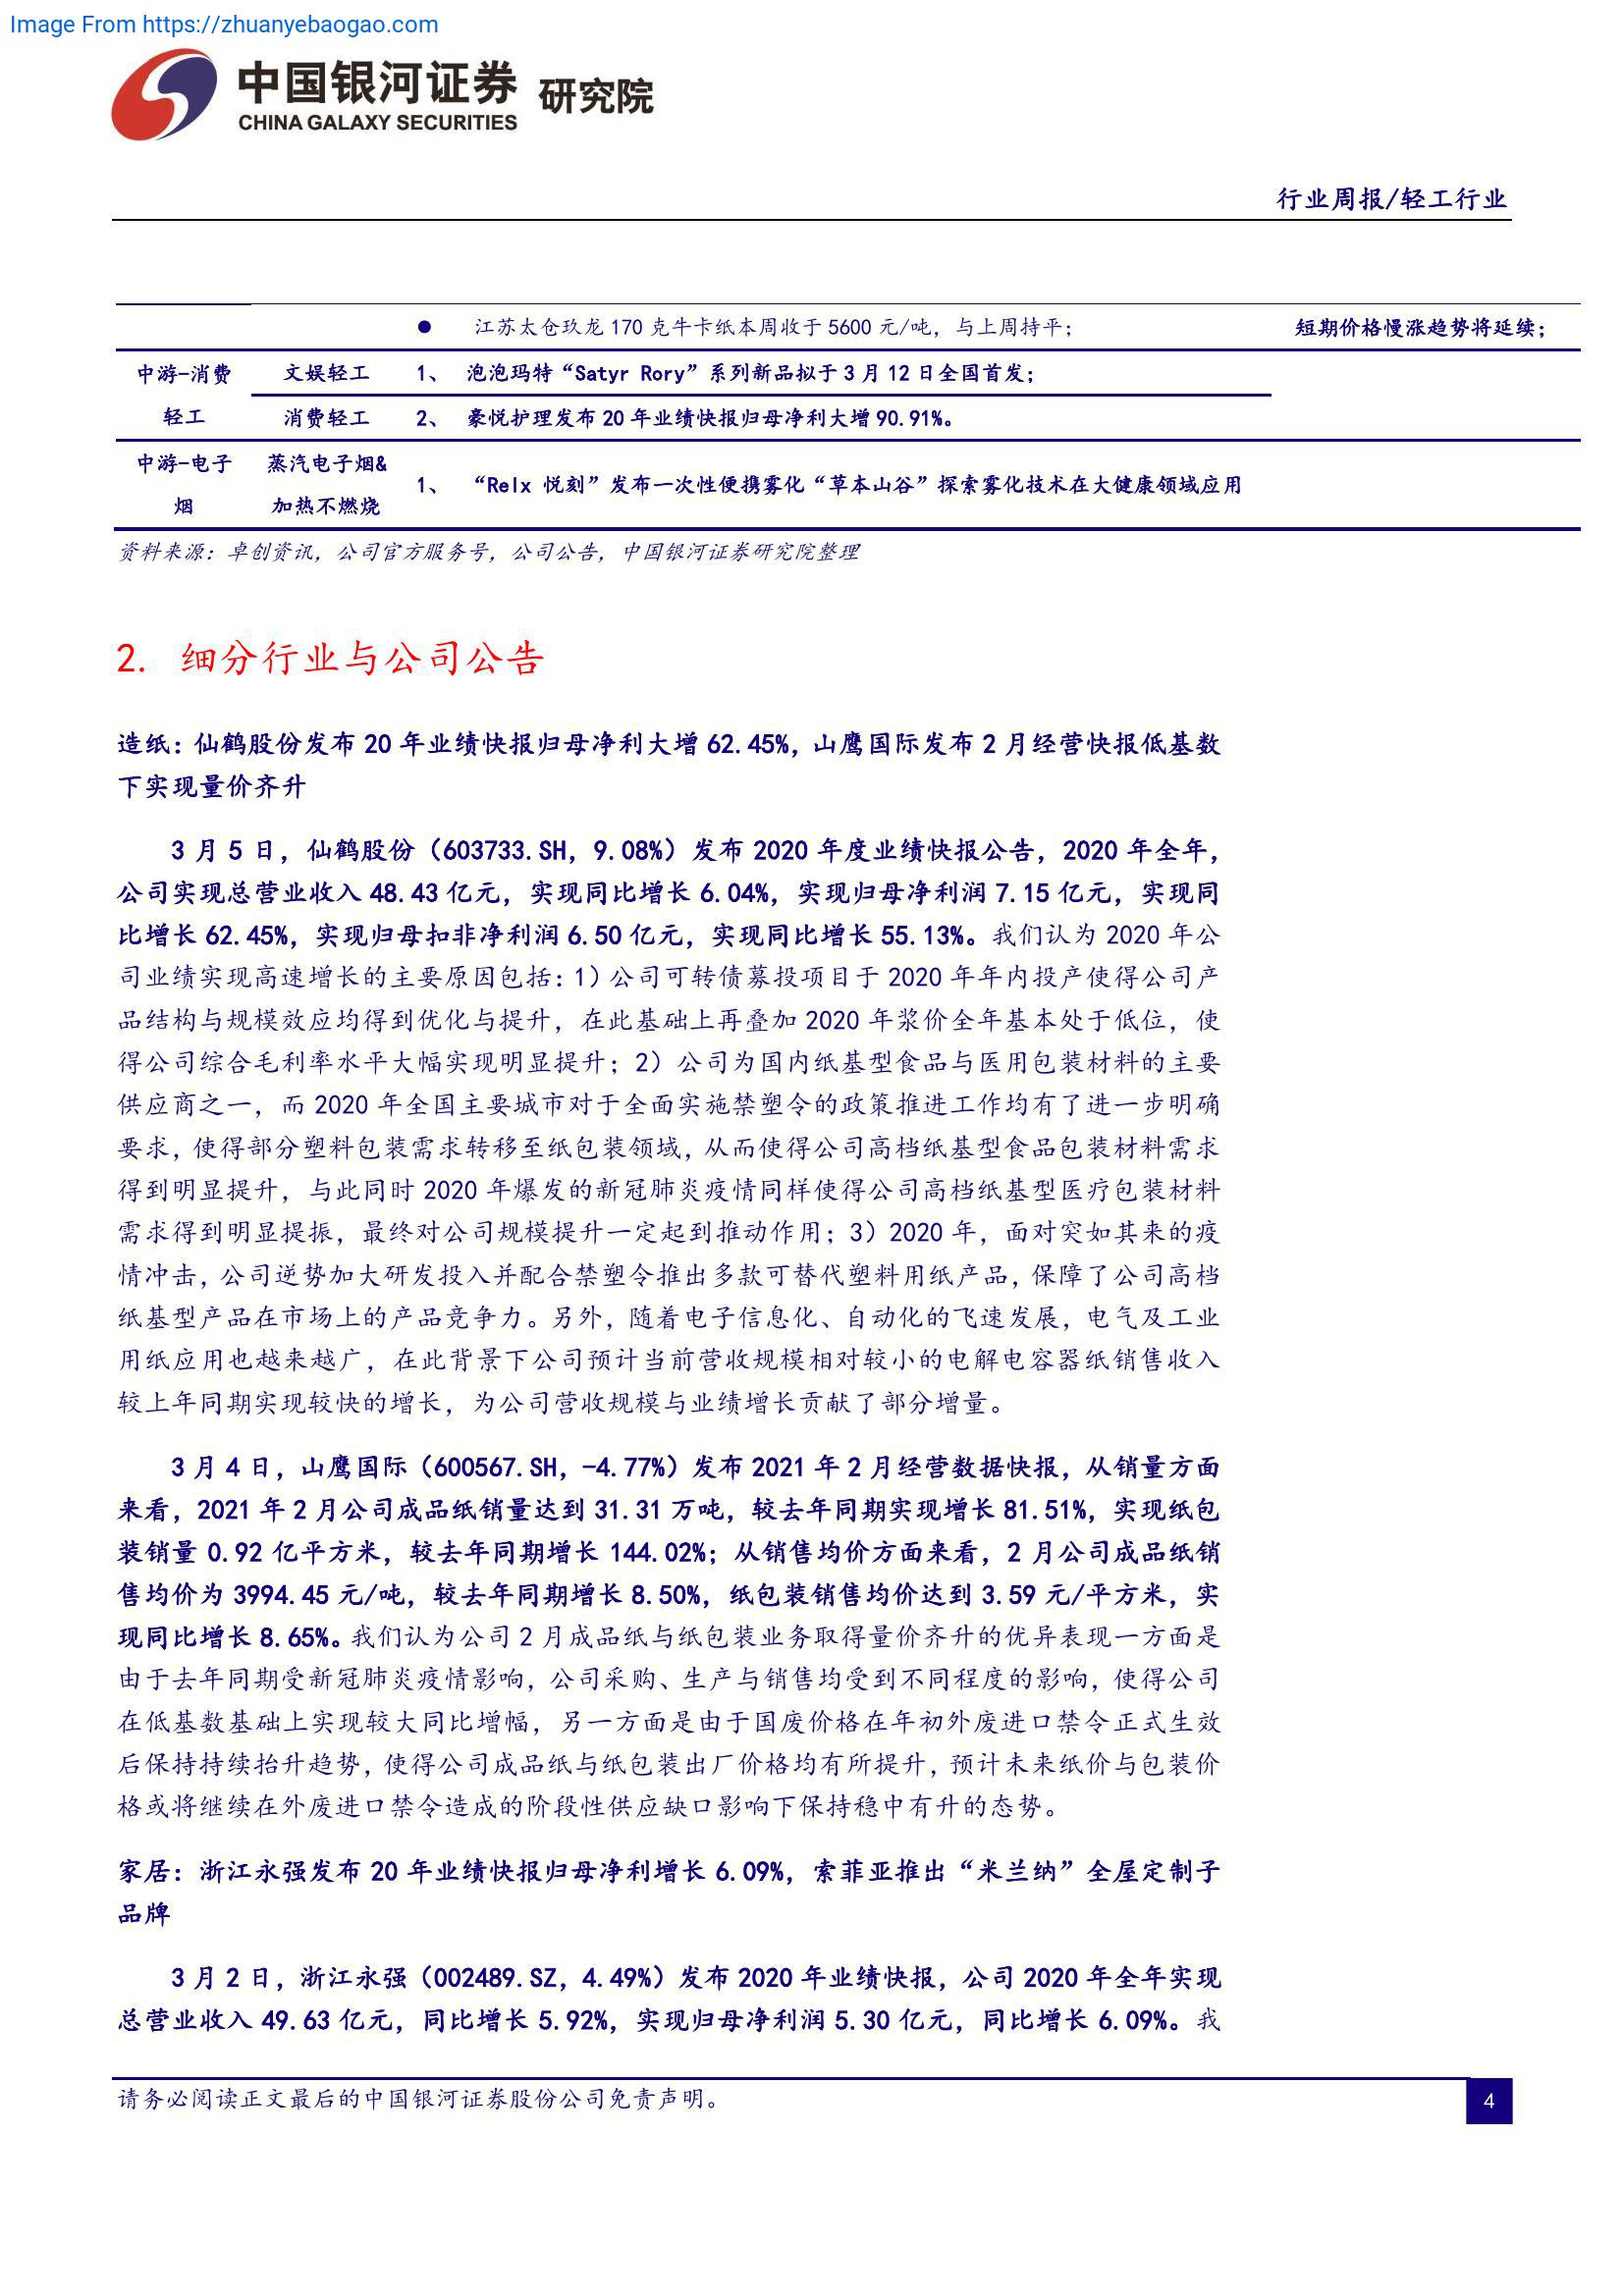 Image From https://zhuanyebaogao.com
中国银河证券 研究院
CHINA GALAXY SECURITIES
行业周报/轻工行业
● 江苏太仓玖龙 170 克牛卡纸本周收于 5600 元/吨，与上周持平； 短期价格慢涨趋势将延续；
中游-消费 文娱轻工 1、 泡泡玛特“Satyr Rory”系列新品拟于 3 月 12 日全国首发；
轻工 消费轻工 2、 豪悦护理发布 20 年业绩快报归母净利大增 90.91%。
中游-电子 蒸汽电子烟&
1、 “Relx 悦刻”发布一次性便携雾化“草本山谷”探索雾化技术在大健康领域应用
烟 加热不燃烧
资料来源：卓创资讯，公司官方服务号，公司公告，中国银河证券研究院整理
2. 细分行业与公司公告
造纸：仙鹤股份发布 20 年业绩快报归母净利大增 62.45%，山鹰国际发布 2 月经营快报低基数
下实现量价齐升
3 月 5 日，仙鹤股份（603733.SH，9.08%）发布 2020 年度业绩快报公告，2020 年全年，
公司实现总营业收入 48.43 亿元，实现同比增长 6.04%，实现归母净利润 7.15 亿元，实现同
比增长 62.45%，实现归母扣非净利润 6.50 亿元，实现同比增长 55.13%。我们认为 2020 年公
司业绩实现高速增长的主要原因包括：1）公司可转债募投项目于 2020 年年内投产使得公司产
品结构与规模效应均得到优化与提升，在此基础上再叠加 2020 年浆价全年基本处于低位，使
得公司综合毛利率水平大幅实现明显提升；2）公司为国内纸基型食品与医用包装材料的主要
供应商之一，而 2020 年全国主要城市对于全面实施禁塑令的政策推进工作均有了进一步明确
要求，使得部分塑料包装需求转移至纸包装领域，从而使得公司高档纸基型食品包装材料需求
得到明显提升，与此同时 2020 年爆发的新冠肺炎疫情同样使得公司高档纸基型医疗包装材料
需求得到明显提振，最终对公司规模提升一定起到推动作用；3）2020 年，面对突如其来的疫
情冲击，公司逆势加大研发投入并配合禁塑令推出多款可替代塑料用纸产品，保障了公司高档
纸基型产品在市场上的产品竞争力。另外，随着电子信息化、自动化的飞速发展，电气及工业
用纸应用也越来越广，在此背景下公司预计当前营收规模相对较小的电解电容器纸销售收入
较上年同期实现较快的增长，为公司营收规模与业绩增长贡献了部分增量。
3 月 4 日，山鹰国际（600567.SH，-4.77%）发布 2021 年 2 月经营数据快报，从销量方面
来看，2021 年 2 月公司成品纸销量达到 31.31 万吨，较去年同期实现增长 81.51%，实现纸包
装销量 0.92 亿平方米，较去年同期增长 144.02%；从销售均价方面来看，2 月公司成品纸销
售均价为 3994.45 元/吨，较去年同期增长 8.50%，纸包装销售均价达到 3.59 元/平方米，实
现同比增长 8.65%。我们认为公司 2 月成品纸与纸包装业务取得量价齐升的优异表现一方面是
由于去年同期受新冠肺炎疫情影响，公司采购、生产与销售均受到不同程度的影响，使得公司
在低基数基础上实现较大同比增幅，另一方面是由于国废价格在年初外废进口禁令正式生效
后保持持续抬升趋势，使得公司成品纸与纸包装出厂价格均有所提升，预计未来纸价与包装价
格或将继续在外废进口禁令造成的阶段性供应缺口影响下保持稳中有升的态势。
家居：浙江永强发布 20 年业绩快报归母净利增长 6.09%，索菲亚推出“米兰纳”全屋定制子
品牌
3 月 2 日，浙江永强（002489.SZ，4.49%）发布 2020 年业绩快报，公司 2020 年全年实现
总营业收入 49.63 亿元，同比增长 5.92%，实现归母净利润 5.30 亿元，同比增长 6.09%。我
请务必阅读正文最后的中国银河证券股份公司免责声明。
4